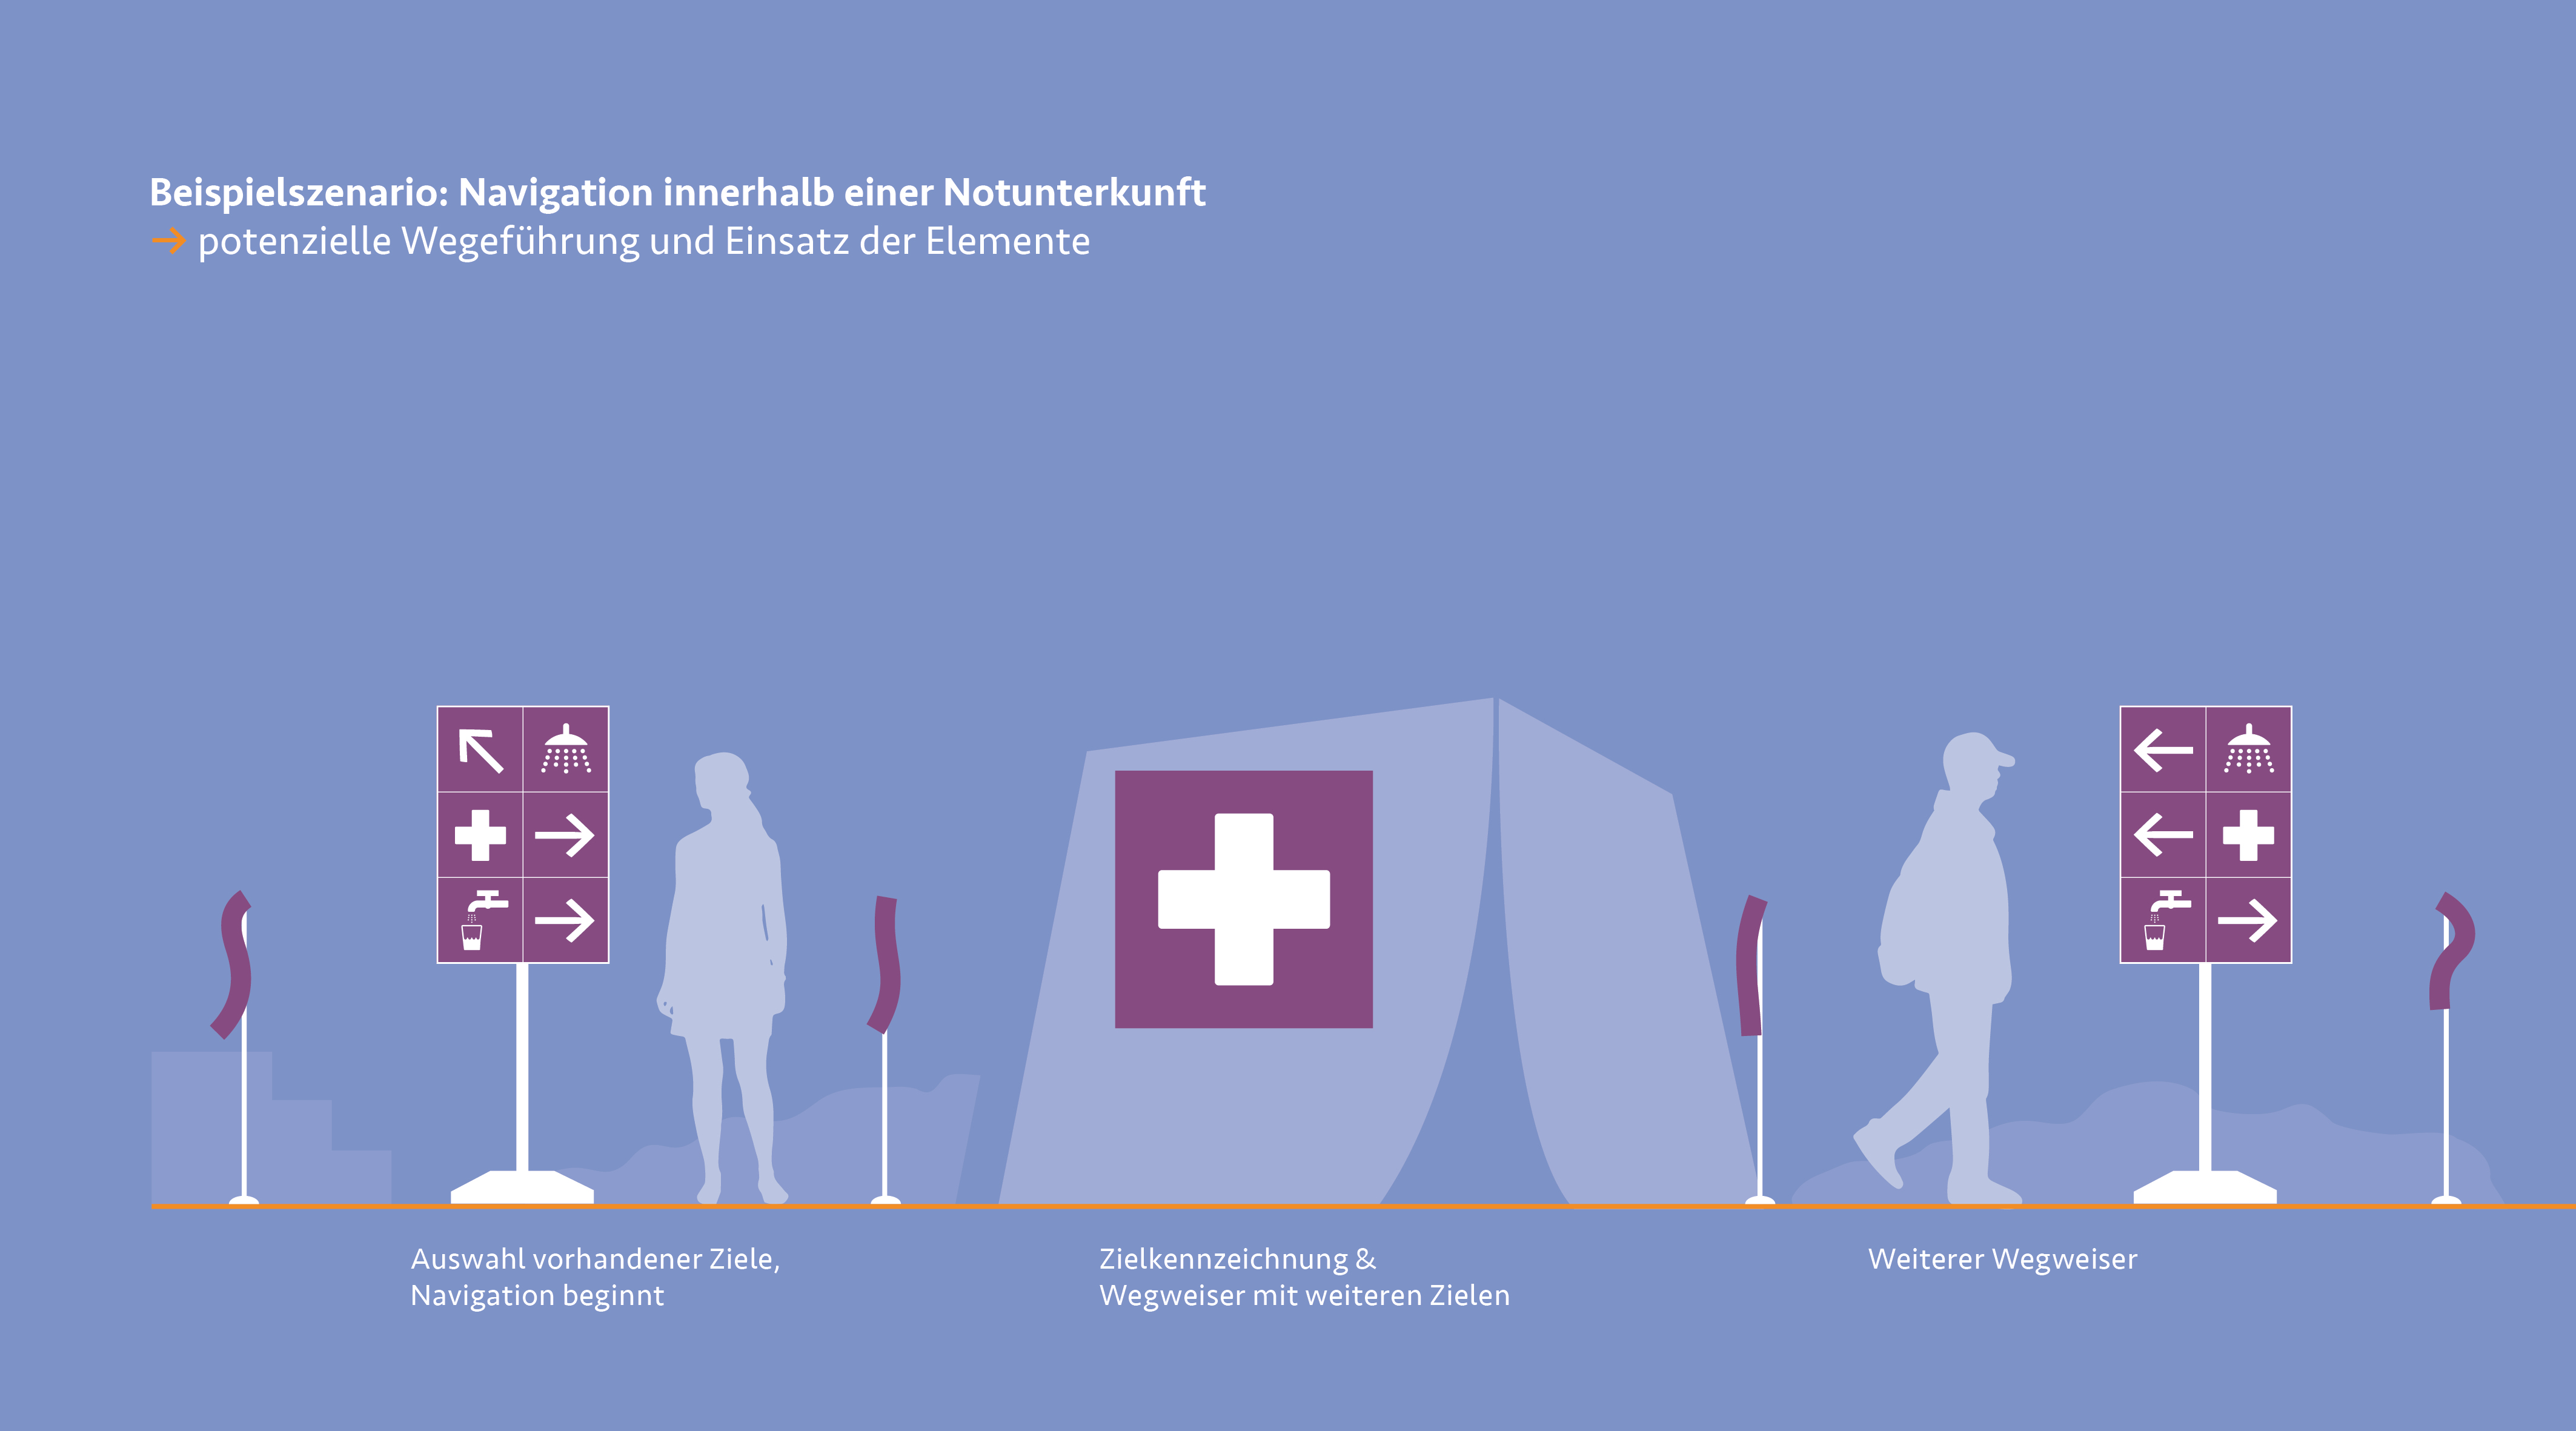 Beispielszenario: Navigation innerhalb einer Notunterkunft
→ potenzielle Wegeführung und Einsatz der Elemente
Auswahl vorhandener Ziele,
Navigation beginnt
Zielkennzeichnung &
Wegweiser mit weiteren Zielen
Weiterer Wegweiser